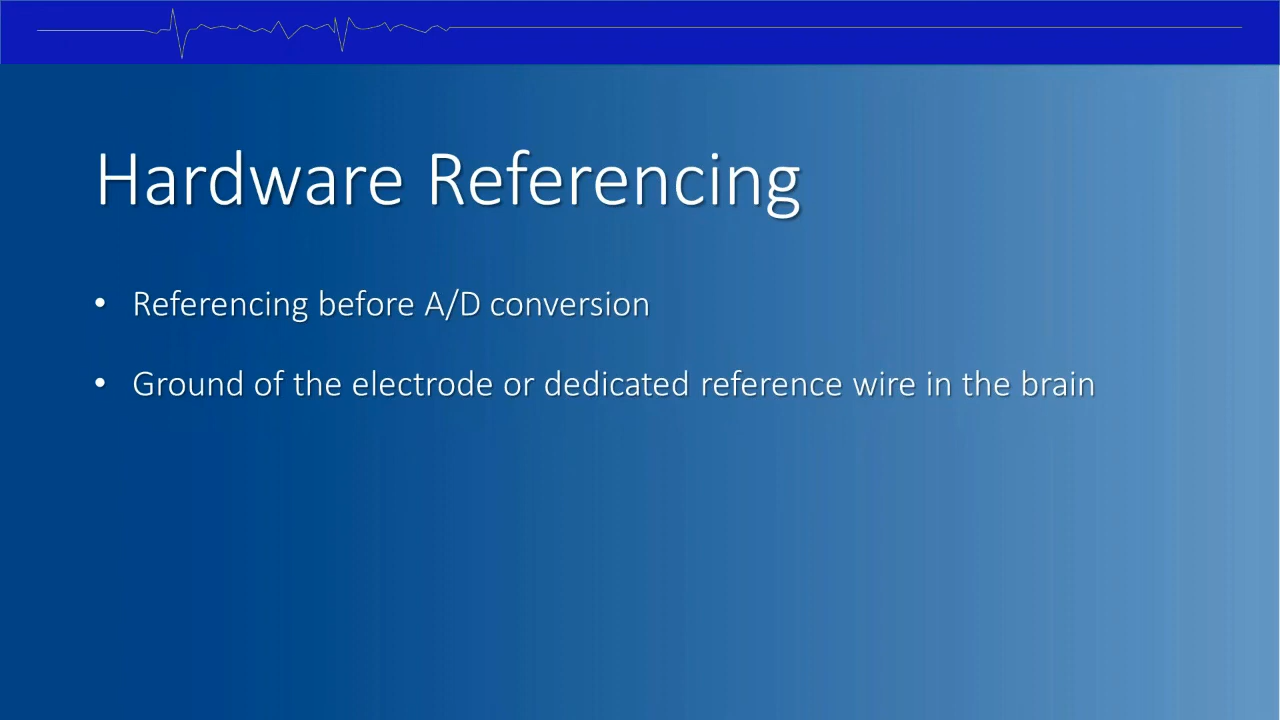 Hardware Referencing
• Referencing before A/D conversion
• Ground of the electrode or dedicated reference wire in the brain